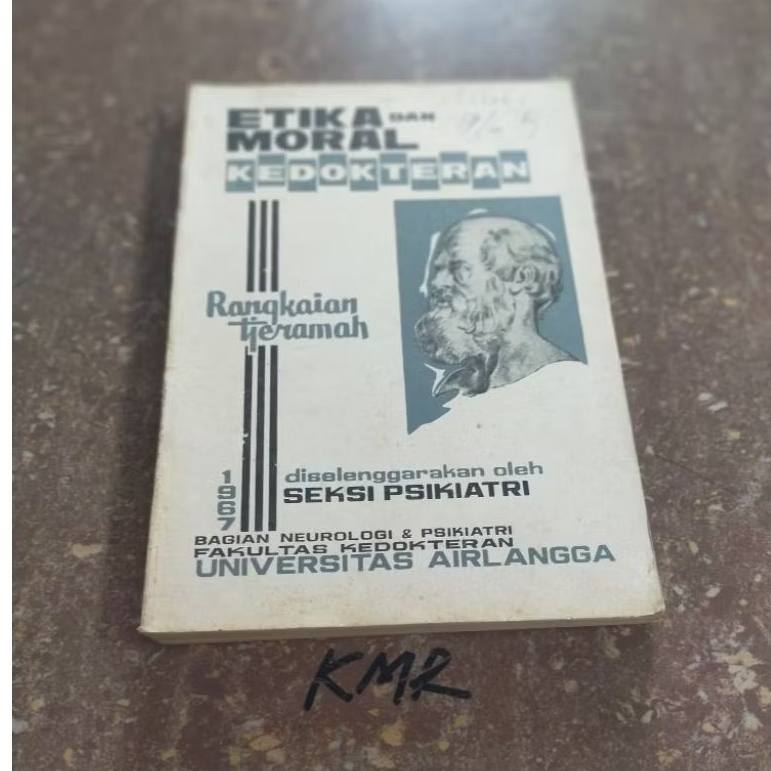 ETIKA DAN
MORAL
KEDOKTERAN
Rangkaian
tjeramah
1967
diselenggarakan oleh
SEKSI PSIKIATRI
BAGIAN NEUROLOGI & PSIKIATRI
FAKULTAS KEDOKTERAN
UNIVERSITAS AIRLANGGA
KMR